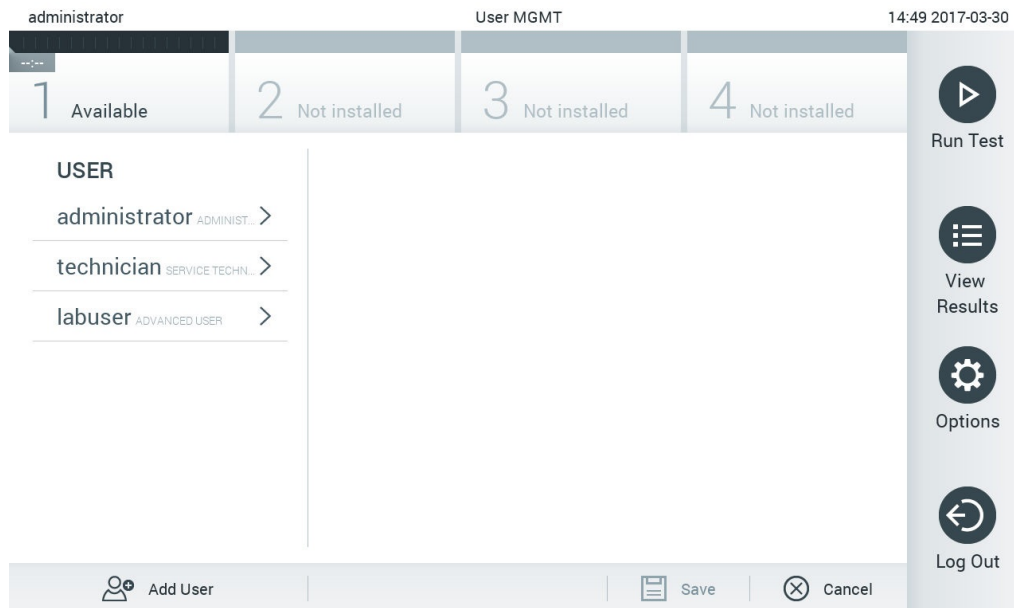 administrator User MGMT 14:49 2017-03-30
--:--
1 Available 2 Not installed 3 Not installed 4 Not installed
Run Test
USER
administrator ADMINIST...
technician SERVICE TECHN...
labuser ADVANCED USER
View
Results
Options
Log Out
Add User Save Cancel